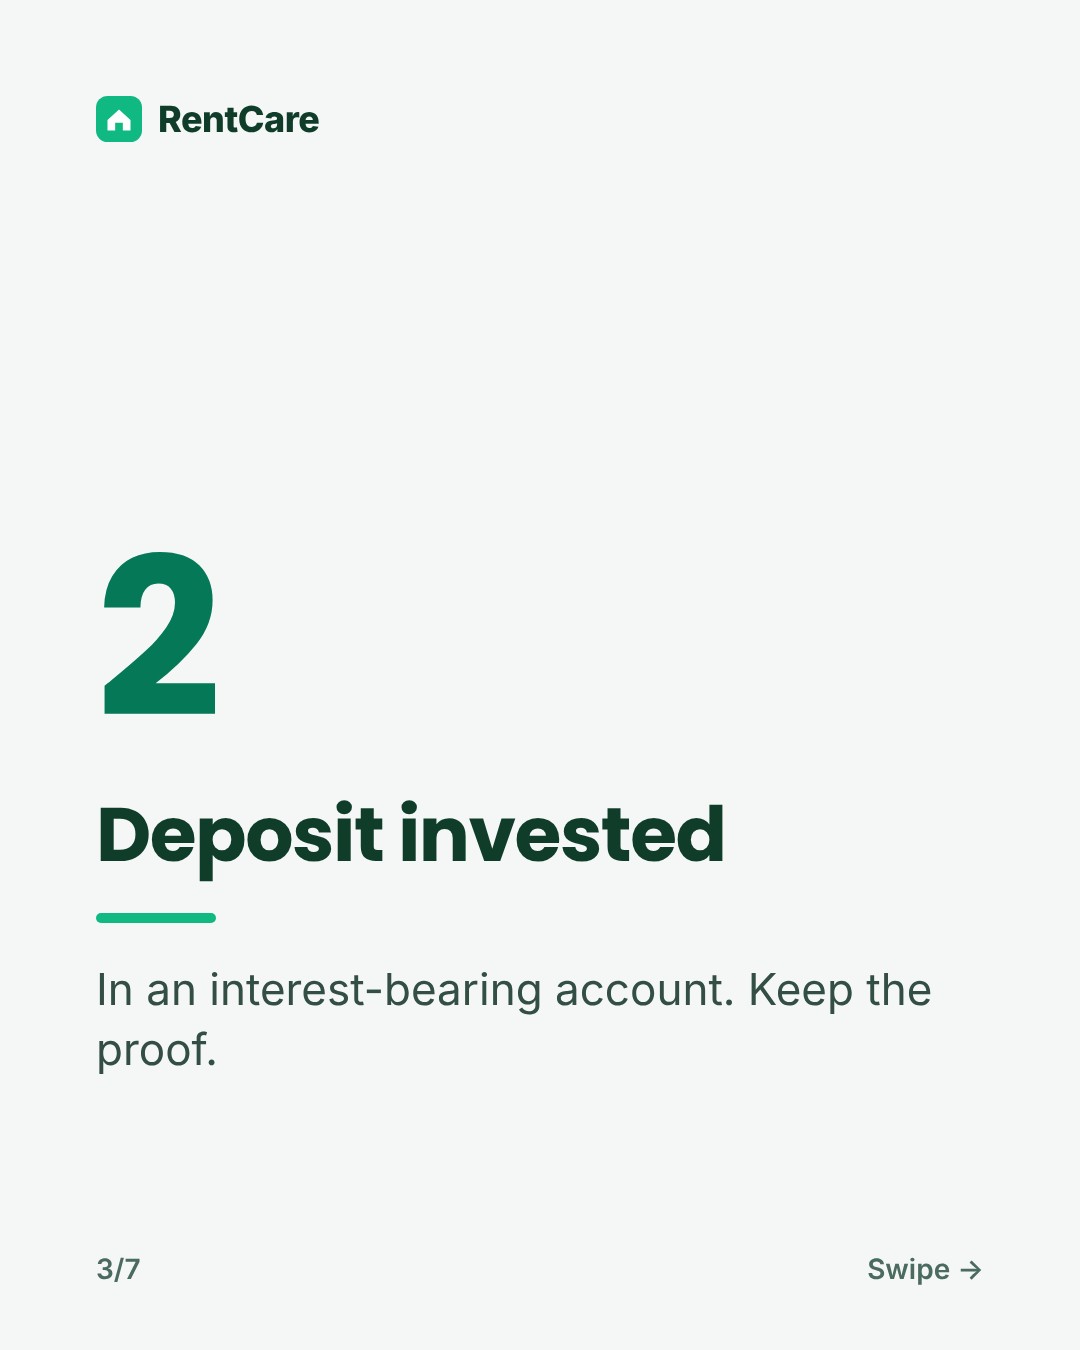 RentCare
2
Deposit invested
In an interest-bearing account. Keep the
proof.
3/7
Swipe →